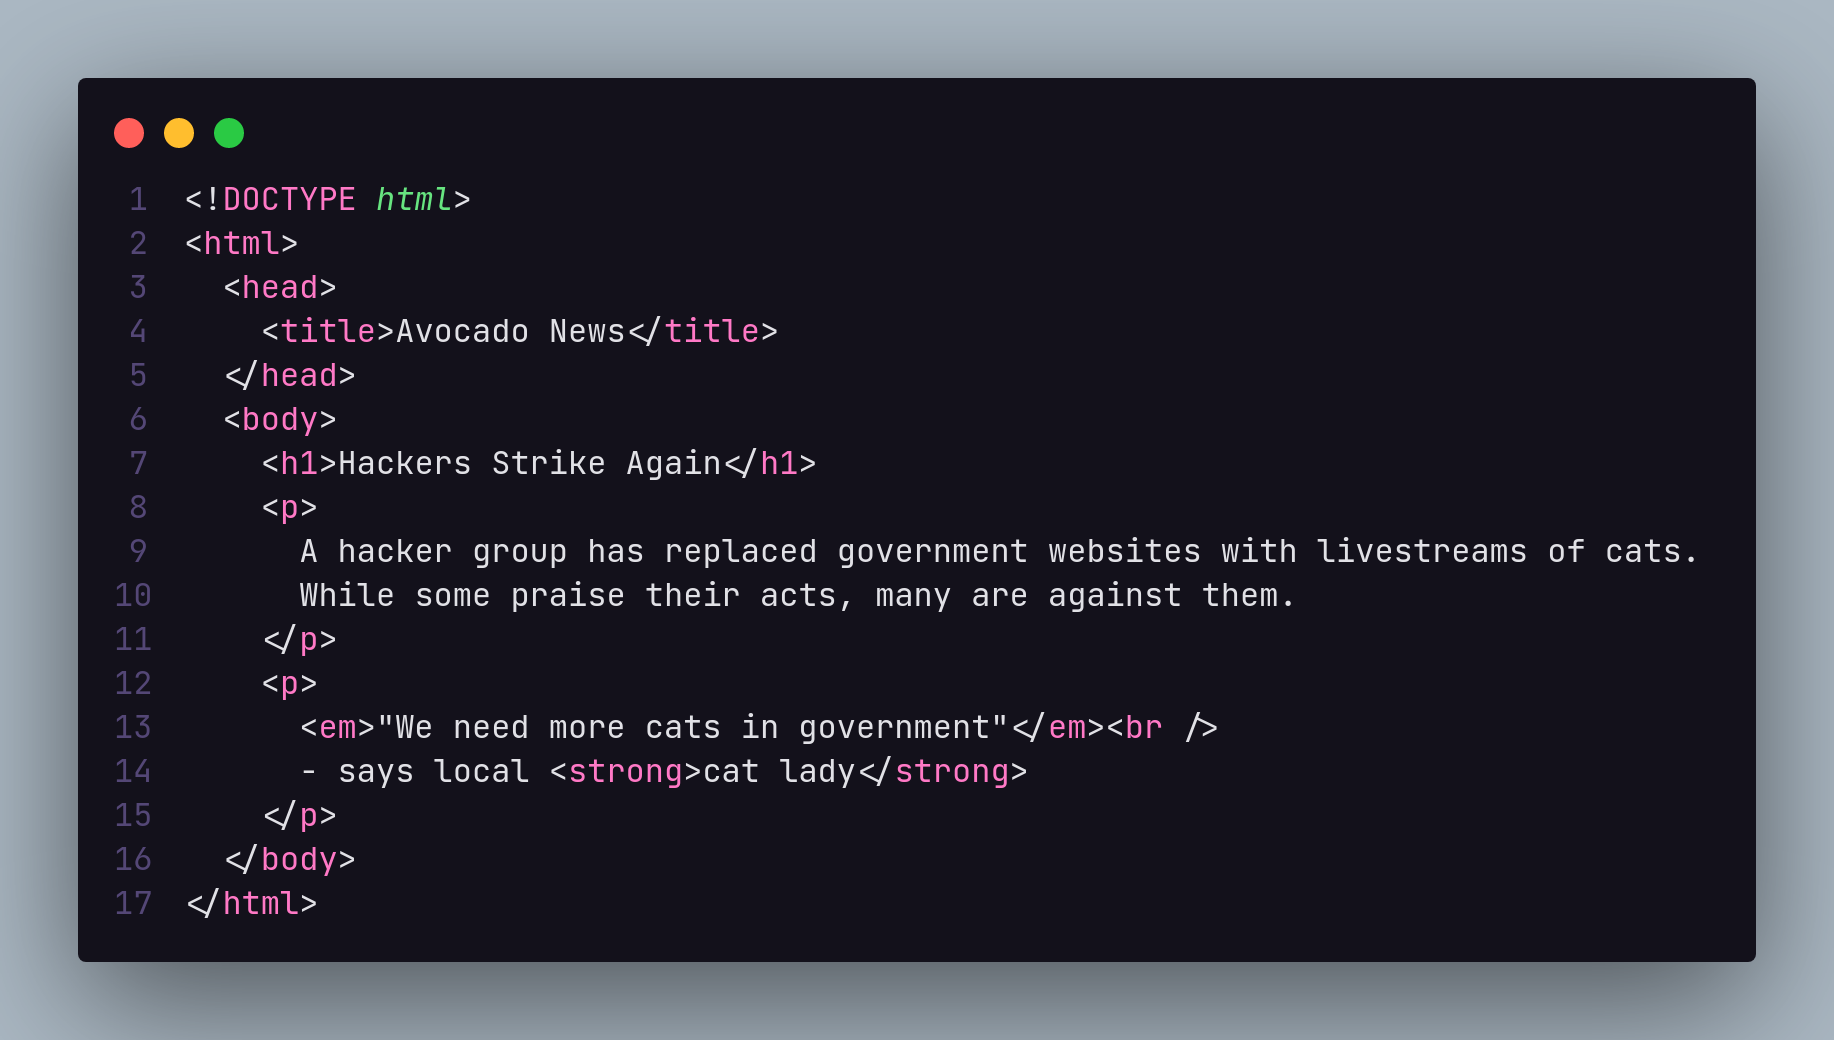 1 <!DOCTYPE html>
2 <html>
3   <head>
4     <title>Avocado News</title>
5   </head>
6   <body>
7     <h1>Hackers Strike Again</h1>
8     <p>
9       A hacker group has replaced government websites with livestreams of cats.
10       While some praise their acts, many are against them.
11     </p>
12     <p>
13       <em>"We need more cats in government"</em><br />
14       - says local <strong>cat lady</strong>
15     </p>
16   </body>
17 </html>